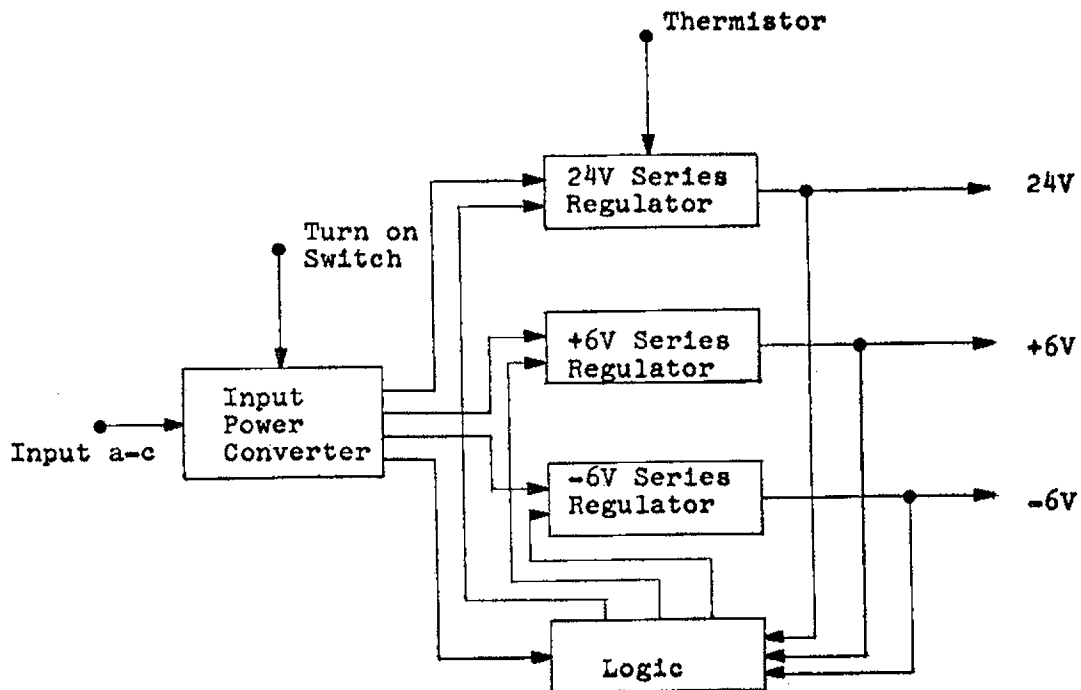 Thermistor
24V Series
Regulator
24V
Turn on
Switch
+6V Series
Regulator
+6V
Input
Power
Converter
Input a-c
-6V Series
Regulator
-6V
Logic